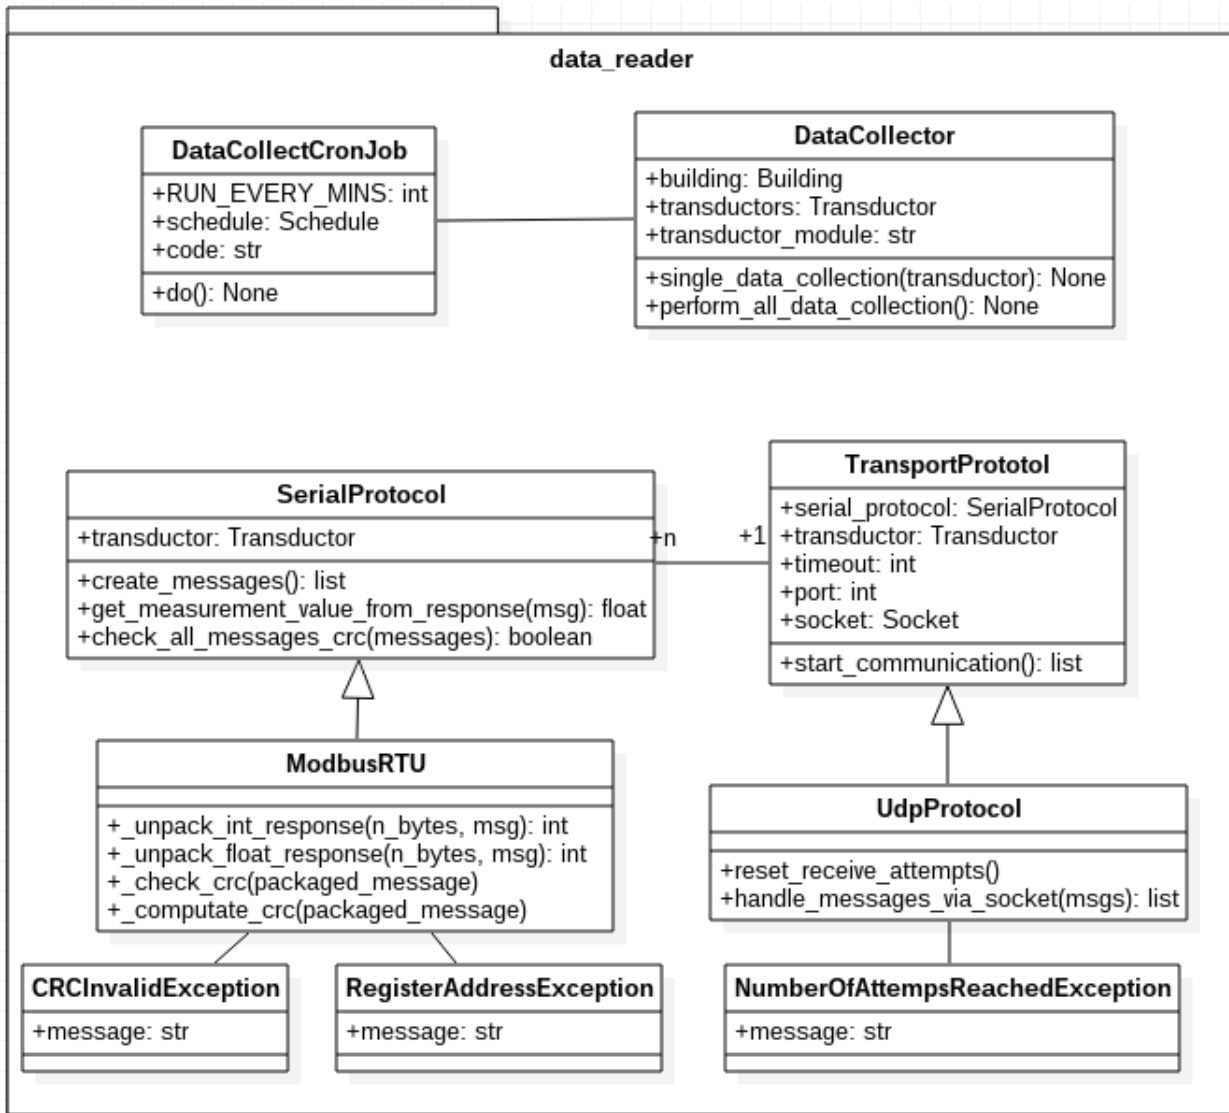 data_reader
DataCollectCronJob
+RUN_EVERY_MINS: int
+schedule: Schedule
+code: str
+do(): None
DataCollector
+building: Building
+transductors: Transductor
+transductor_module: str
+single_data_collection(transductor): None
+perform_all_data_collection(): None
SerialProtocol
+transductor: Transductor
+create_messages(): list
+get_measurement_value_from_response(msg): float
+check_all_messages_crc(messages): boolean
+n
+1
TransportPrototol
+serial_protocol: SerialProtocol
+transductor: Transductor
+timeout: int
+port: int
+socket: Socket
+start_communication(): list
ModbusRTU
+_unpack_int_response(n_bytes, msg): int
+_unpack_float_response(n_bytes, msg): int
+_check_crc(packaged_message)
+_computate_crc(packaged_message)
UdpProtocol
+reset_receive_attempts()
+handle_messages_via_socket(msgs): list
CRCInvalidException
+message: str
RegisterAddressException
+message: str
NumberOfAttempsReachedException
+message: str